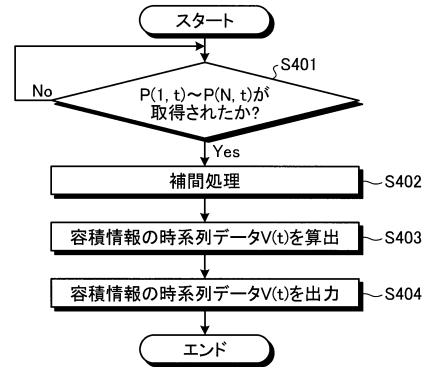 スタート
S401
P(1, t)～P(N, t)が
取得されたか?
No
Yes
補間処理
S402
容積情報の時系列データV(t)を算出
S403
容積情報の時系列データV(t)を出力
S404
エンド